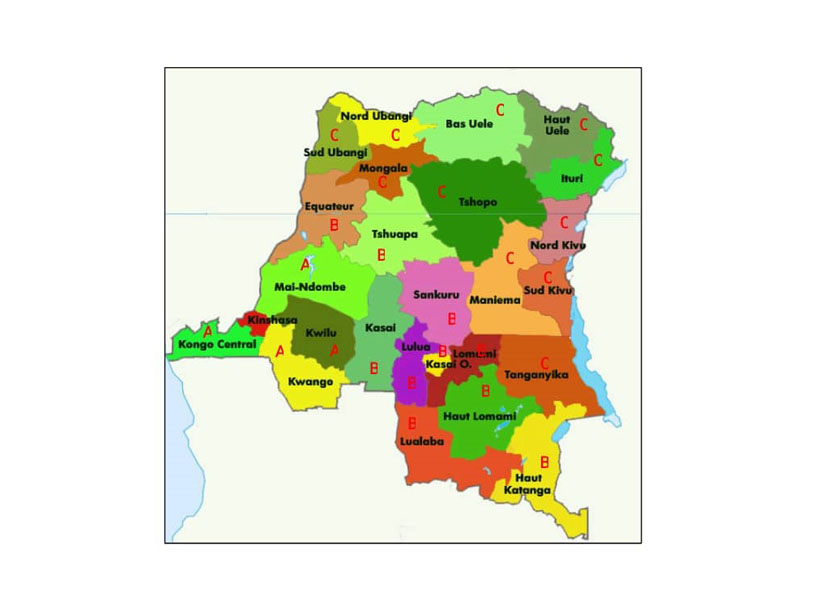 Nord Ubangi
C
C
Bas Uele
C
Haut
Uele
C
Sud Ubangi
C
Mongala
C
Ituri
C
Tshopo
C
Equateur
B
Tshuapa
B
Nord Kivu
C
A
Mai-Ndombe
Sankuru
B
Maniema
C
Sud Kivu
Kinshasa
A
Kongo Central
Kwilu
A
Kasai
B
Lulua
B
B
Kasai O.
Lomami
C
Tanganyika
A
Kwango
B
Haut Lomami
B
Lualaba
B
Haut
Katanga